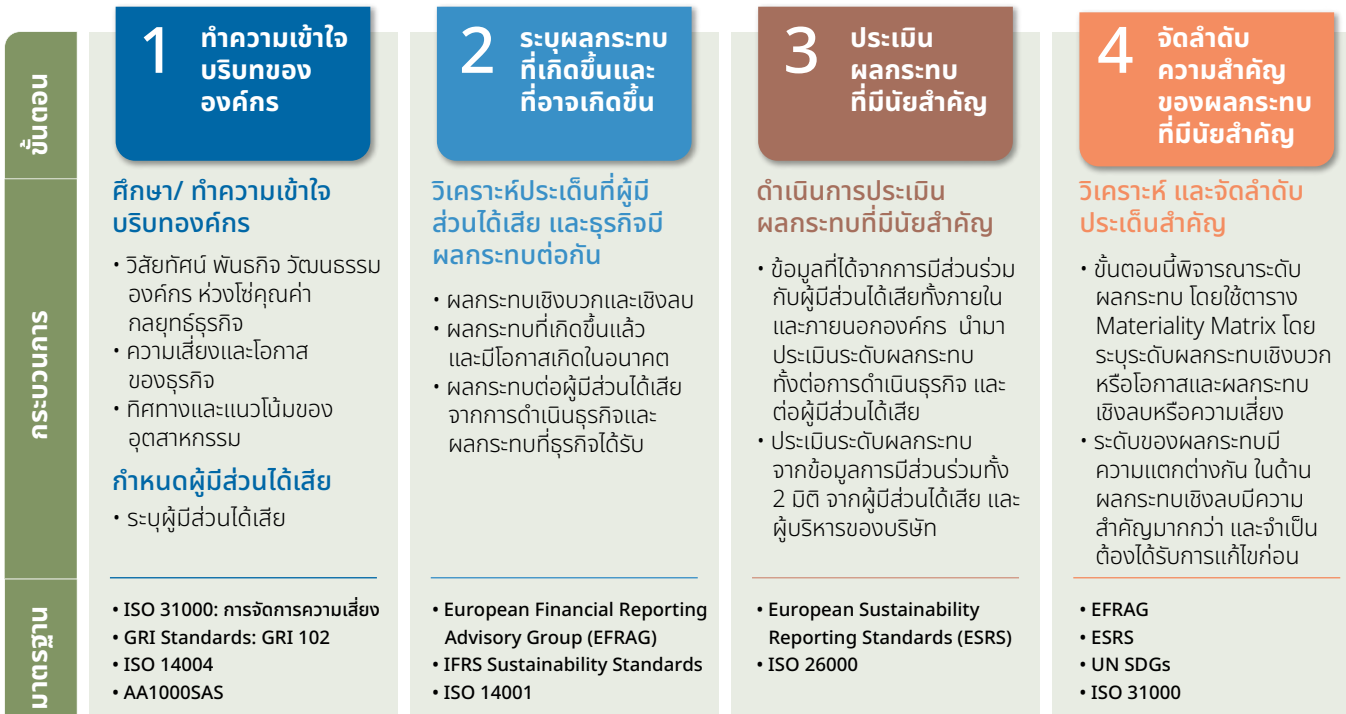 ขั้นตอน
1 ทำความเข้าใจ
บริบทของ
องค์กร
2 ระบุผลกระทบ
ที่เกิดขึ้นและ
ที่อาจเกิดขึ้น
3 ประเมิน
ผลกระทบ
ที่มีนัยสำคัญ
4 จัดลำดับ
ความสำคัญ
ของผลกระทบ
ที่มีนัยสำคัญ
กระบวนการ
ศึกษา/ ทำความเข้าใจ
บริบทองค์กร
• วิสัยทัศน์ พันธกิจ วัฒนธรรม
องค์กร ห่วงโซ่คุณค่า
กลยุทธ์ธุรกิจ
• ความเสี่ยงและโอกาส
ของธุรกิจ
• ทิศทางและแนวโน้มของ
อุตสาหกรรม
กำหนดผู้มีส่วนได้เสีย
• ระบุผู้มีส่วนได้เสีย
วิเคราะห์ประเด็นที่ผู้มี
ส่วนได้เสีย และธุรกิจมี
ผลกระทบต่อกัน
• ผลกระทบเชิงบวกและเชิงลบ
• ผลกระทบที่เกิดขึ้นแล้ว
และมีโอกาสเกิดในอนาคต
• ผลกระทบต่อผู้มีส่วนได้เสีย
จากการดำเนินธุรกิจและ
ผลกระทบที่ธุรกิจได้รับ
ดำเนินการประเมิน
ผลกระทบที่มีนัยสำคัญ
• ข้อมูลที่ได้จากการมีส่วนร่วม
กับผู้มีส่วนได้เสียทั้งภายใน
และภายนอกองค์กร นำมา
ประเมินระดับผลกระทบ
ทั้งต่อการดำเนินธุรกิจ และ
ต่อผู้มีส่วนได้เสีย
• ประเมินระดับผลกระทบ
จากข้อมูลการมีส่วนร่วมทั้ง
2 มิติ จากผู้มีส่วนได้เสีย และ
ผู้บริหารของบริษัท
วิเคราะห์ และจัดลำดับ
ประเด็นสำคัญ
• ขั้นตอนนี้พิจารณาระดับ
ผลกระทบ โดยใช้ตาราง
Materiality Matrix โดย
ระบุระดับผลกระทบเชิงบวก
หรือโอกาสและผลกระทบ
เชิงลบหรือความเสี่ยง
• ระดับของผลกระทบมี
ความแตกต่างกัน ในด้าน
ผลกระทบเชิงลบมีความ
สำคัญมากกว่า และจำเป็น
ต้องได้รับการแก้ไขก่อน
มาตรฐาน
• ISO 31000: การจัดการความเสี่ยง
• GRI Standards: GRI 102
• ISO 14004
• AA1000SAS
• European Financial Reporting
Advisory Group (EFRAG)
• IFRS Sustainability Standards
• ISO 14001
• European Sustainability
Reporting Standards (ESRS)
• ISO 26000
• EFRAG
• ESRS
• UN SDGs
• ISO 31000